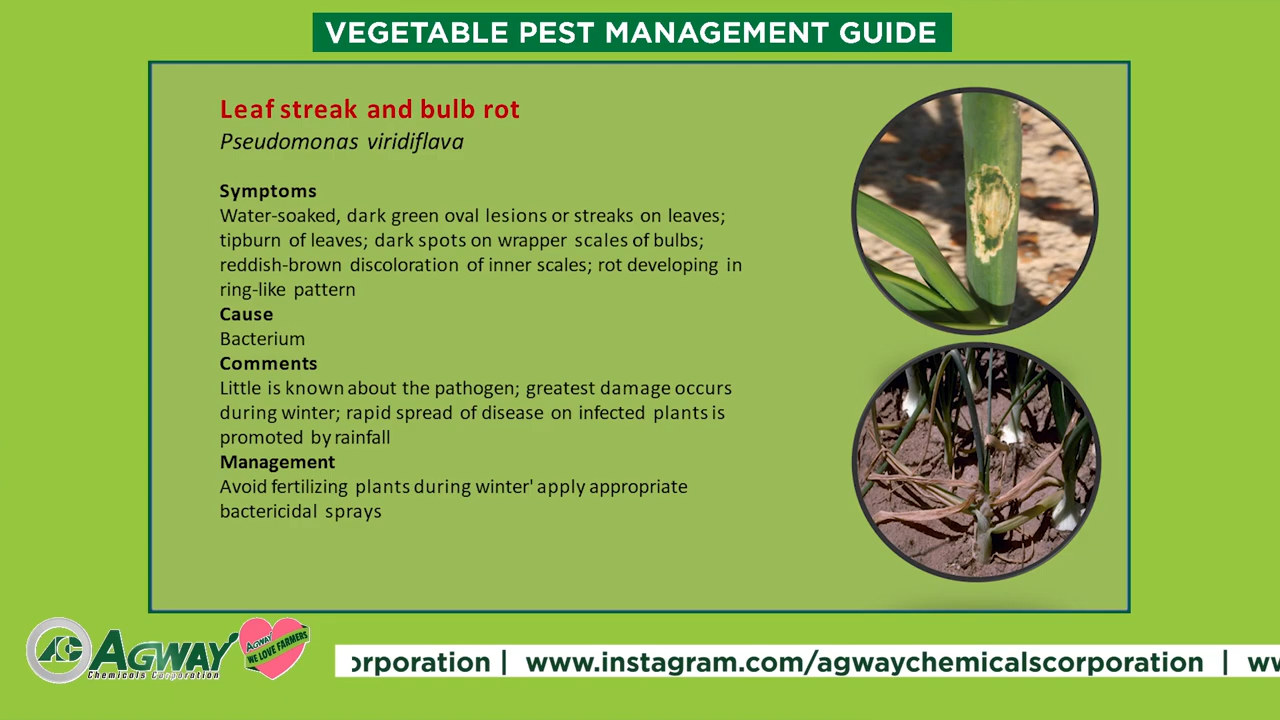 VEGETABLE PEST MANAGEMENT GUIDE
Leaf streak and bulb rot
Pseudomonas viridiflava
Symptoms
Water-soaked, dark green oval lesions or streaks on leaves;
tipburn of leaves; dark spots on wrapper scales of bulbs;
reddish-brown discoloration of inner scales; rot developing in
ring-like pattern
Cause
Bacterium
Comments
Little is known about the pathogen; greatest damage occurs
during winter; rapid spread of disease on infected plants is
promoted by rainfall
Management
Avoid fertilizing plants during winter' apply appropriate
bactericidal sprays
AC AGWAY
Chemicals Corporation
AGWAY
WE LOVE FARMERS
orporation | www.instagram.com/agwaychemicalscorporation | ww